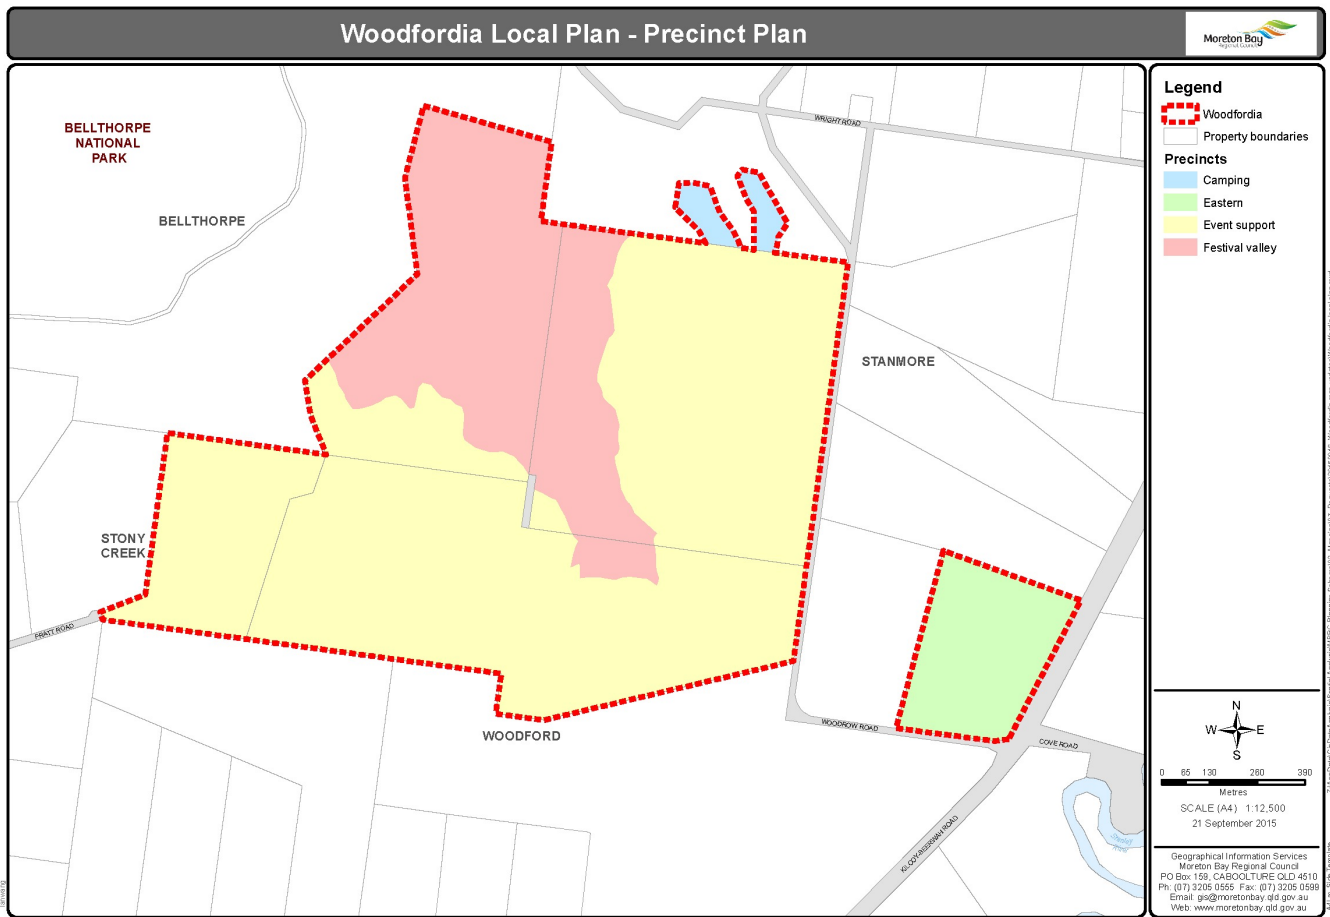 Woodfordia Local Plan - Precinct Plan
Moreton Bay
Regional Council
BELLTHORPE
NATIONAL
PARK
BELLTHORPE
WRIGHT ROAD
STANMORE
STONY
CREEK
PRATT ROAD
WOODFORD
WOODROW ROAD
COVE ROAD
KILCOY-BEERWAH ROAD
Stanley
River
Legend
Woodfordia
Property boundaries
Precincts
Camping
Eastern
Event support
Festival valley
N
W E
S
0 65 130 260 390
Metres
SCALE (A4) 1:12,500
21 September 2015
Geographical Information Services
Moreton Bay Regional Council
PO Box 159, CABOOLTURE QLD 4510
Ph: (07) 3205 0555 Fax: (07) 3205 0599
Email: gis@moretonbay.qld.gov.au
Web: www.moretonbay.qld.gov.au